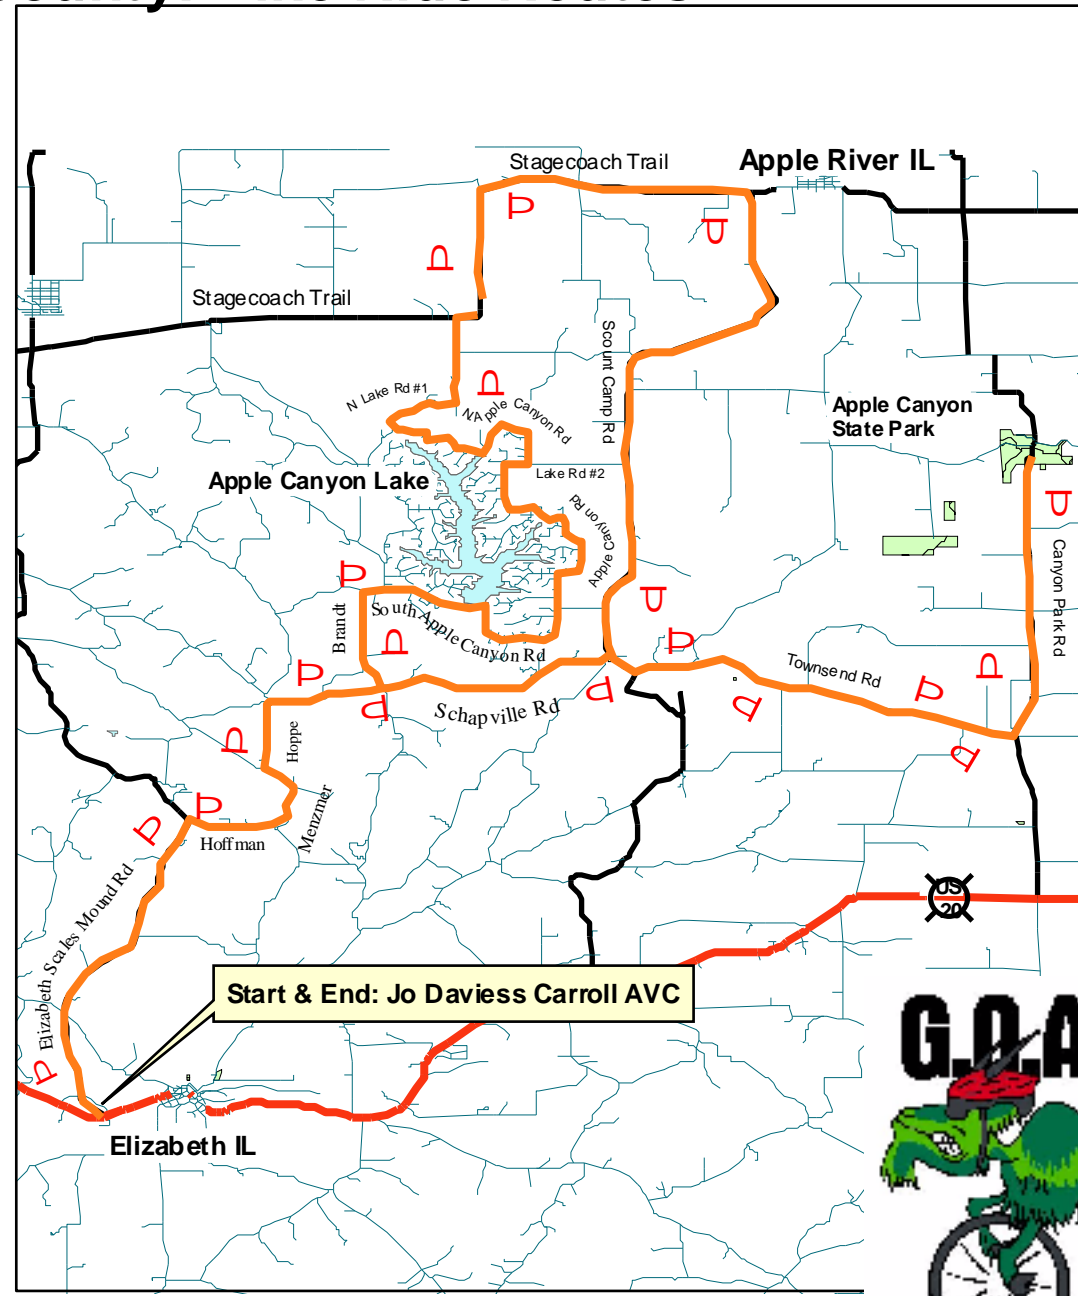 Stagecoach Trail
Apple River IL
Stagecoach Trail
Scount Camp Rd
N Lake Rd #1
N Apple Canyon Rd
Apple Canyon
State Park
Lake Rd #2
Apple Canyon Lake
Apple Canyon Rd
Canyon Park Rd
Brandt
South Apple Canyon Rd
Townsend Rd
Schapville Rd
Hoppe
Menzmer
Hoffman
Elizabeth Scales Mound Rd
US
20
Start & End: Jo Daviess Carroll AVC
G.O.A
Elizabeth IL